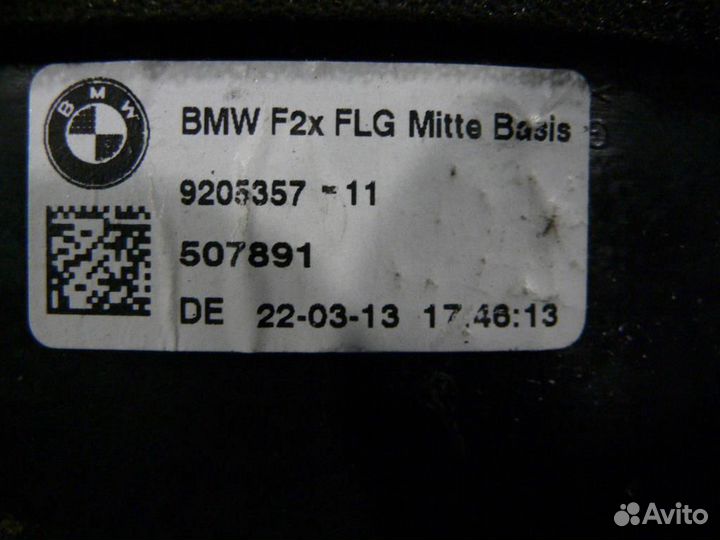 BMW
BMW F2x FLG Mitte Basis
9205357-11
507891
DE 22-03-13 17:46:13
Avito